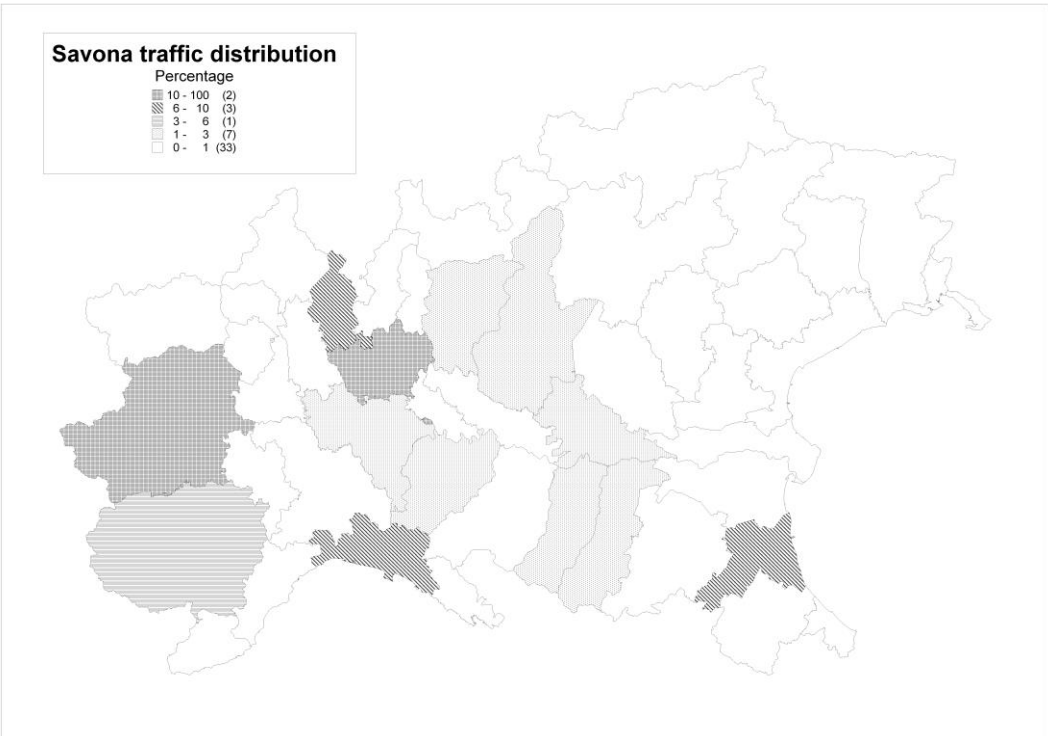 Savona traffic distribution
Percentage
10 - 100 (2)
6 - 10 (3)
3 - 6 (1)
1 - 3 (7)
0 - 1 (33)